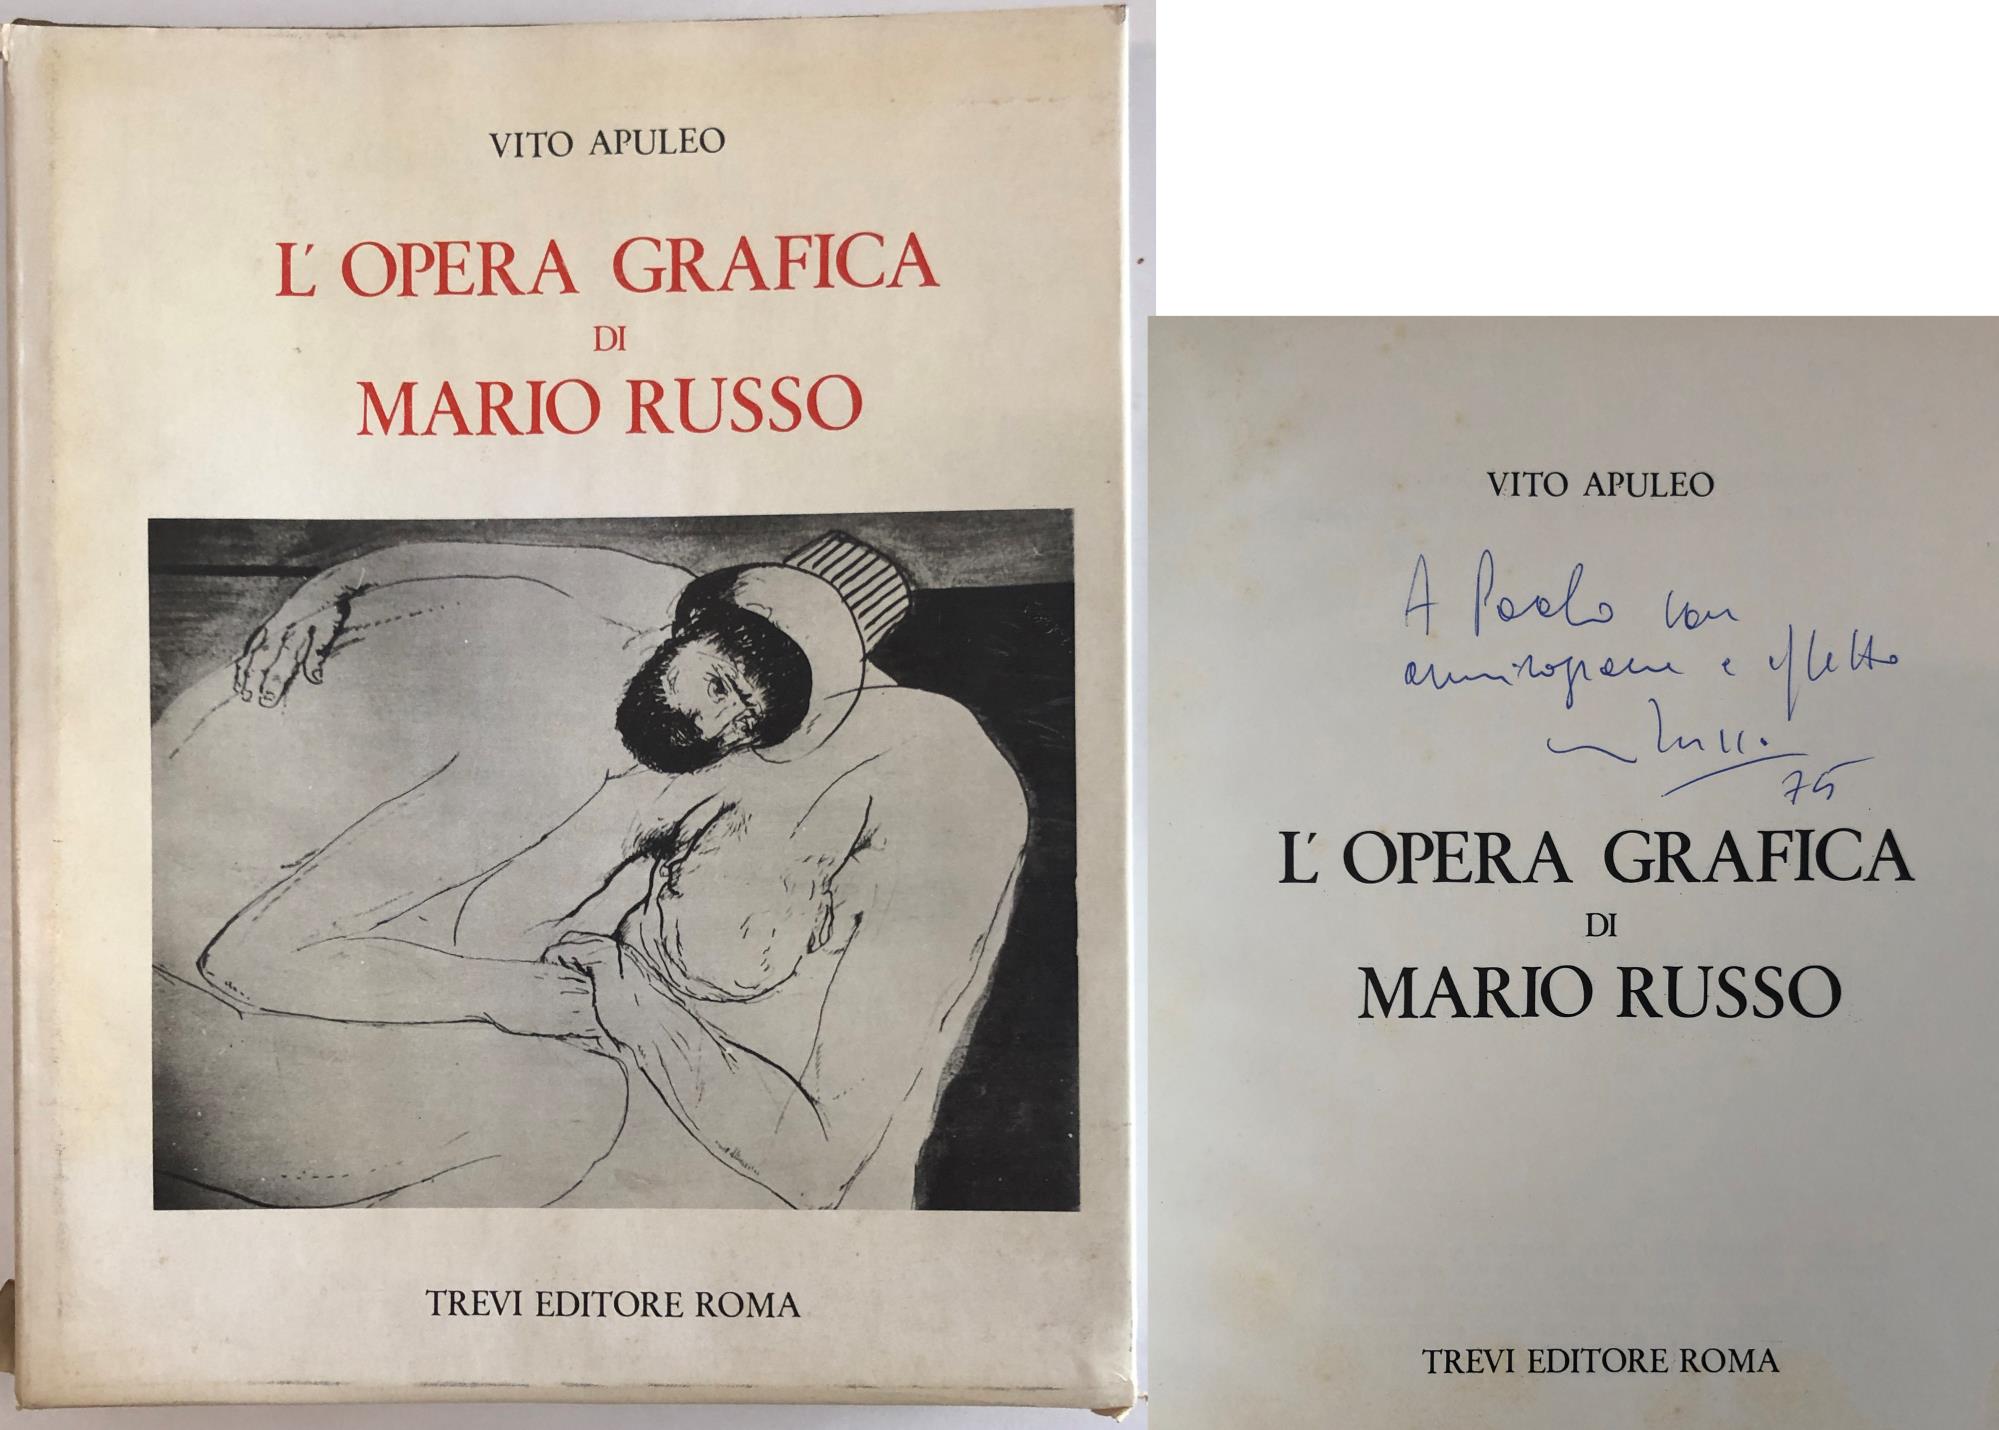 VITO APULEO
L'OPERA GRAFICA
DI
MARIO RUSSO
TREVI EDITORE ROMA
VITO APULEO
A Paolo con
ammirazione e affetto
m Russo
75
L'OPERA GRAFICA
DI
MARIO RUSSO
TREVI EDITORE ROMA